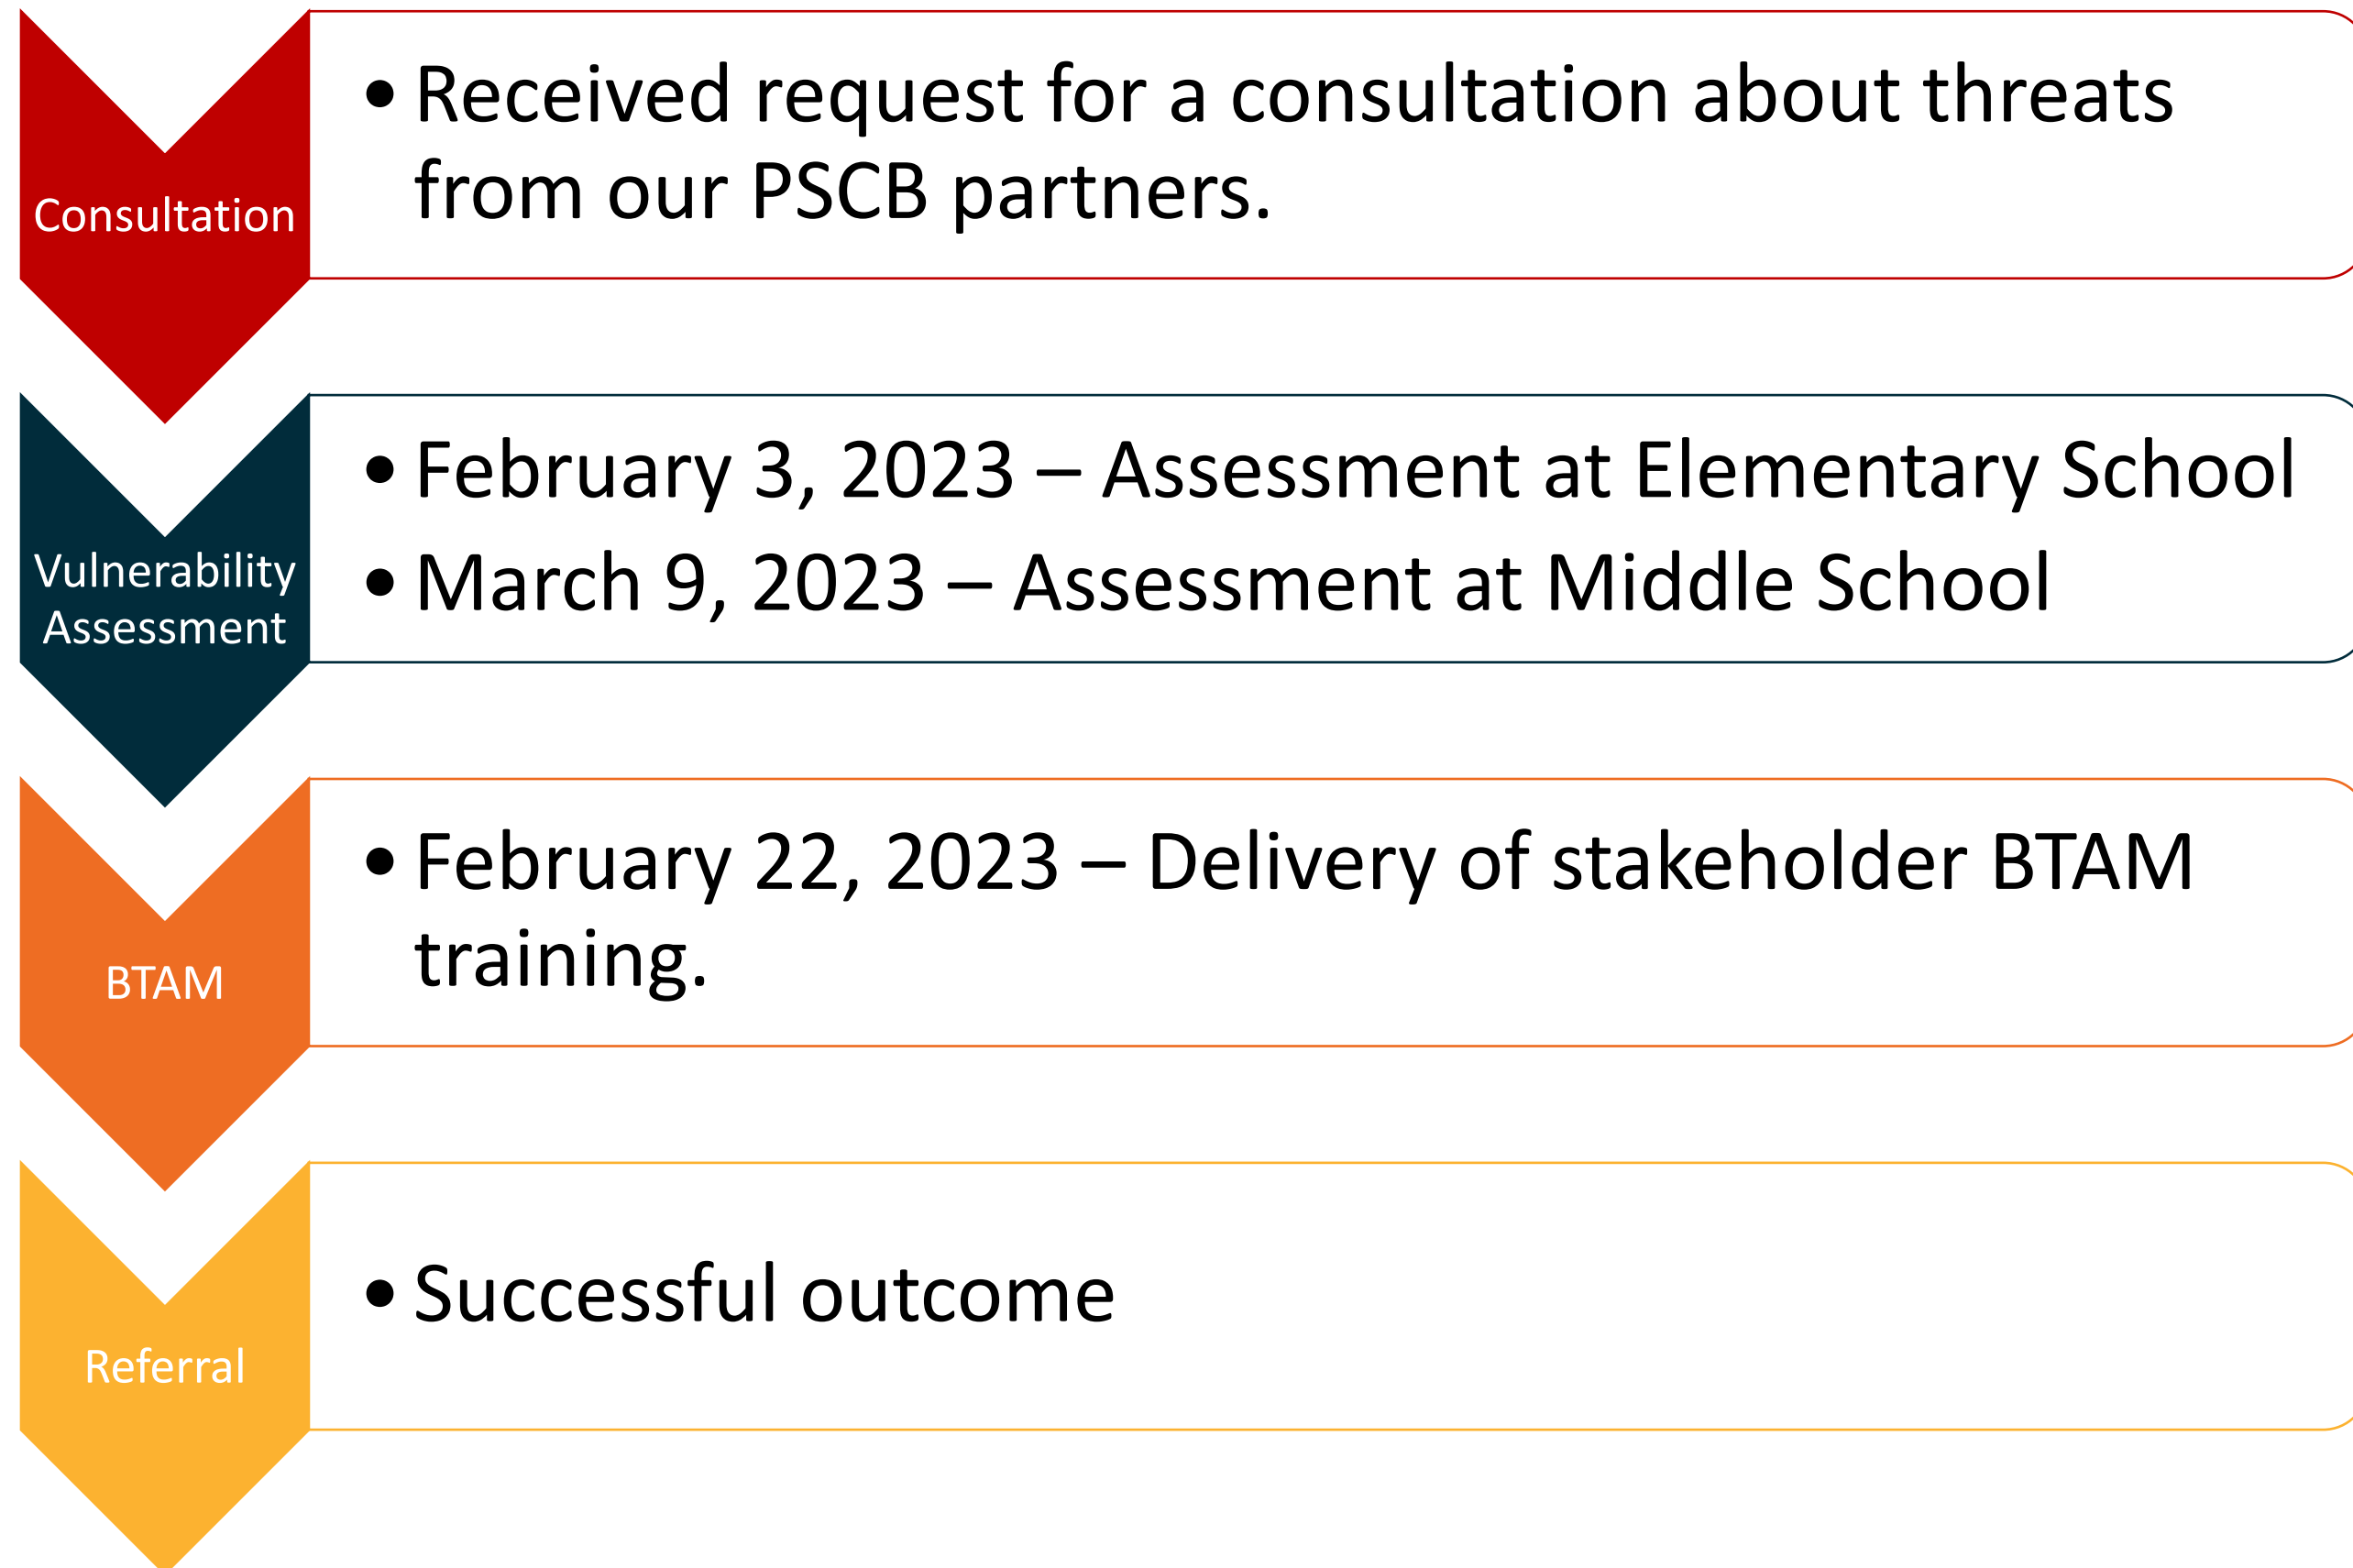 Consultation
• Received request for a consultation about threats
from our PSCB partners.
Vulnerability
Assessment
• February 3, 2023 – Assessment at Elementary School
• March 9, 2023 – Assessment at Middle School
BTAM
• February 22, 2023 – Delivery of stakeholder BTAM
training.
Referral
• Successful outcome